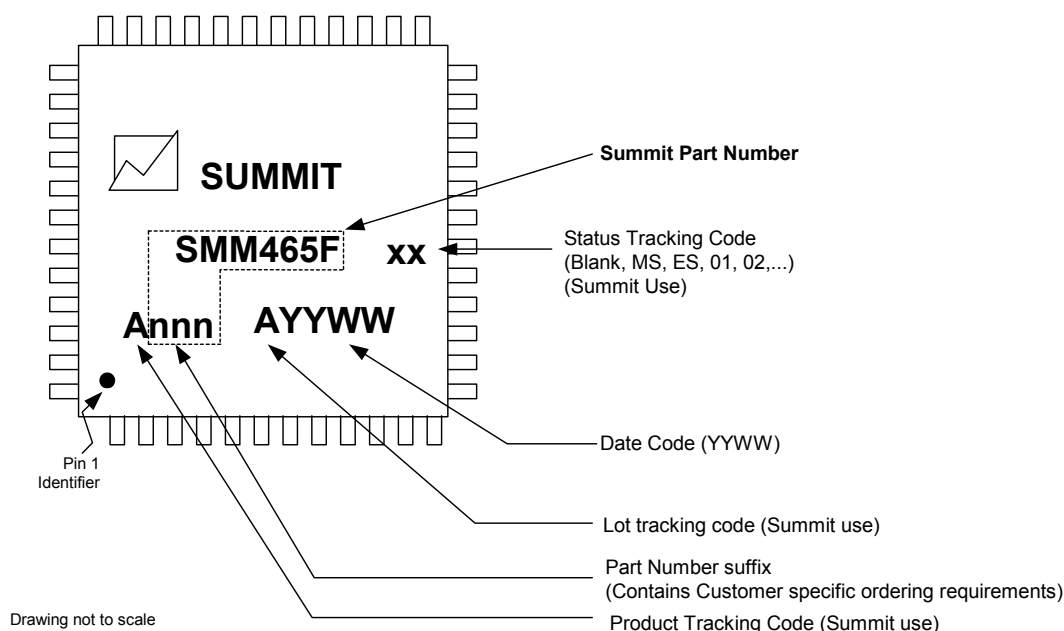 SUMMIT
Summit Part Number
SMM465F
xx
Status Tracking Code
(Blank, MS, ES, 01, 02,...)
(Summit Use)
Annn
AYYWW
Date Code (YYWW)
Pin 1
Identifier
Lot tracking code (Summit use)
Part Number suffix
(Contains Customer specific ordering requirements)
Drawing not to scale
Product Tracking Code (Summit use)